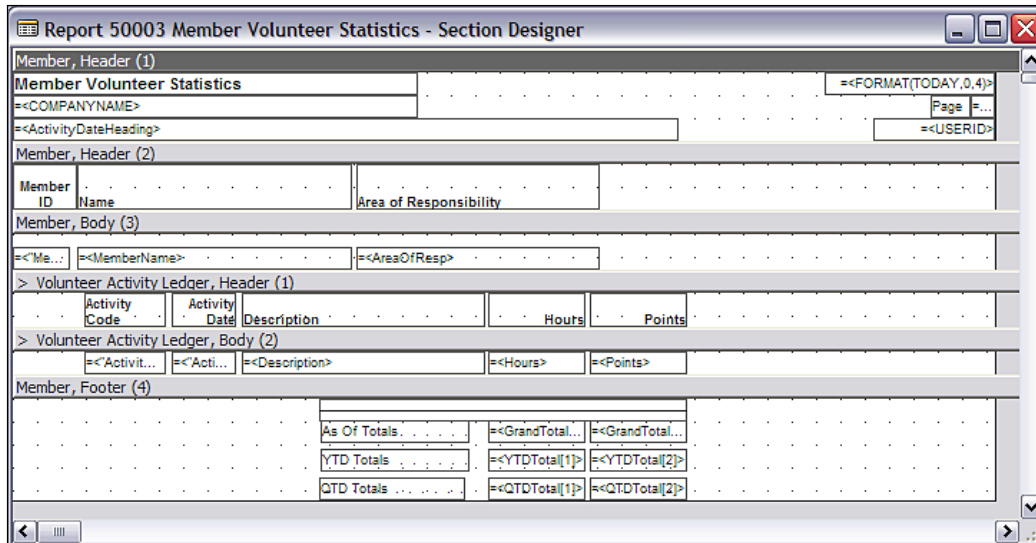 Report 50003 Member Volunteer Statistics - Section Designer
Member, Header (1)
Member Volunteer Statistics =<FORMAT(TODAY,0,4)>
=<COMPANYNAME> Page =...
=<ActivityDateHeading> =<USERID>
Member, Header (2)
Member
ID Name Area of Responsibility
Member, Body (3)
=<"Me... =<MemberName> =<AreaOfResp>
> Volunteer Activity Ledger, Header (1)
Activity Activity
Code Date Description Hours Points
> Volunteer Activity Ledger, Body (2)
=<"Activit... =<"Acti... =<Description> =<Hours> =<Points>
Member, Footer (4)
As Of Totals =<GrandTotal... =<GrandTotal...
YTD Totals =<YTDTotal[1]> =<YTDTotal[2]>
QTD Totals =<QTDTotal[1]> =<QTDTotal[2]>